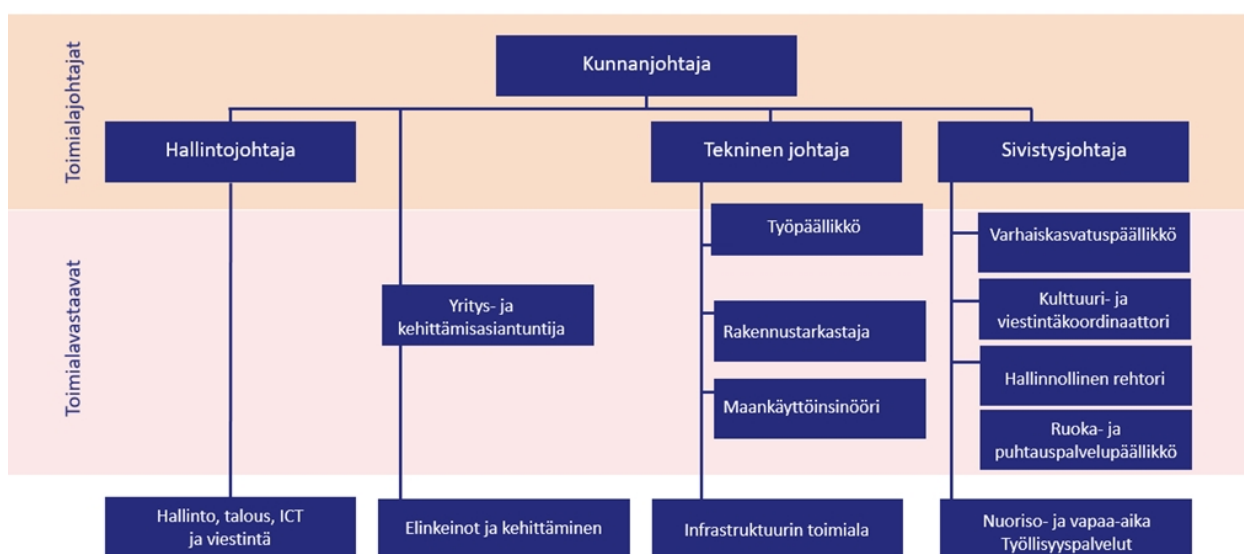 Toimialajohtajat
Kunnanjohtaja
Hallintojohtaja
Tekninen johtaja
Sivistysjohtaja
Toimialavastaavat
Työpäällikkö
Varhaiskasvatuspäällikkö
Yritys- ja
kehittämisasiantuntija
Kulttuuri- ja
viestintäkoordinaattori
Rakennustarkastaja
Hallinnollinen rehtori
Maankäyttöinsinööri
Ruoka- ja
puhtauspalvelupäällikkö
Hallinto, talous, ICT
ja viestintä
Elinkeinot ja kehittäminen
Infrastruktuurin toimiala
Nuoriso- ja vapaa-aika
Työllisyyspalvelut